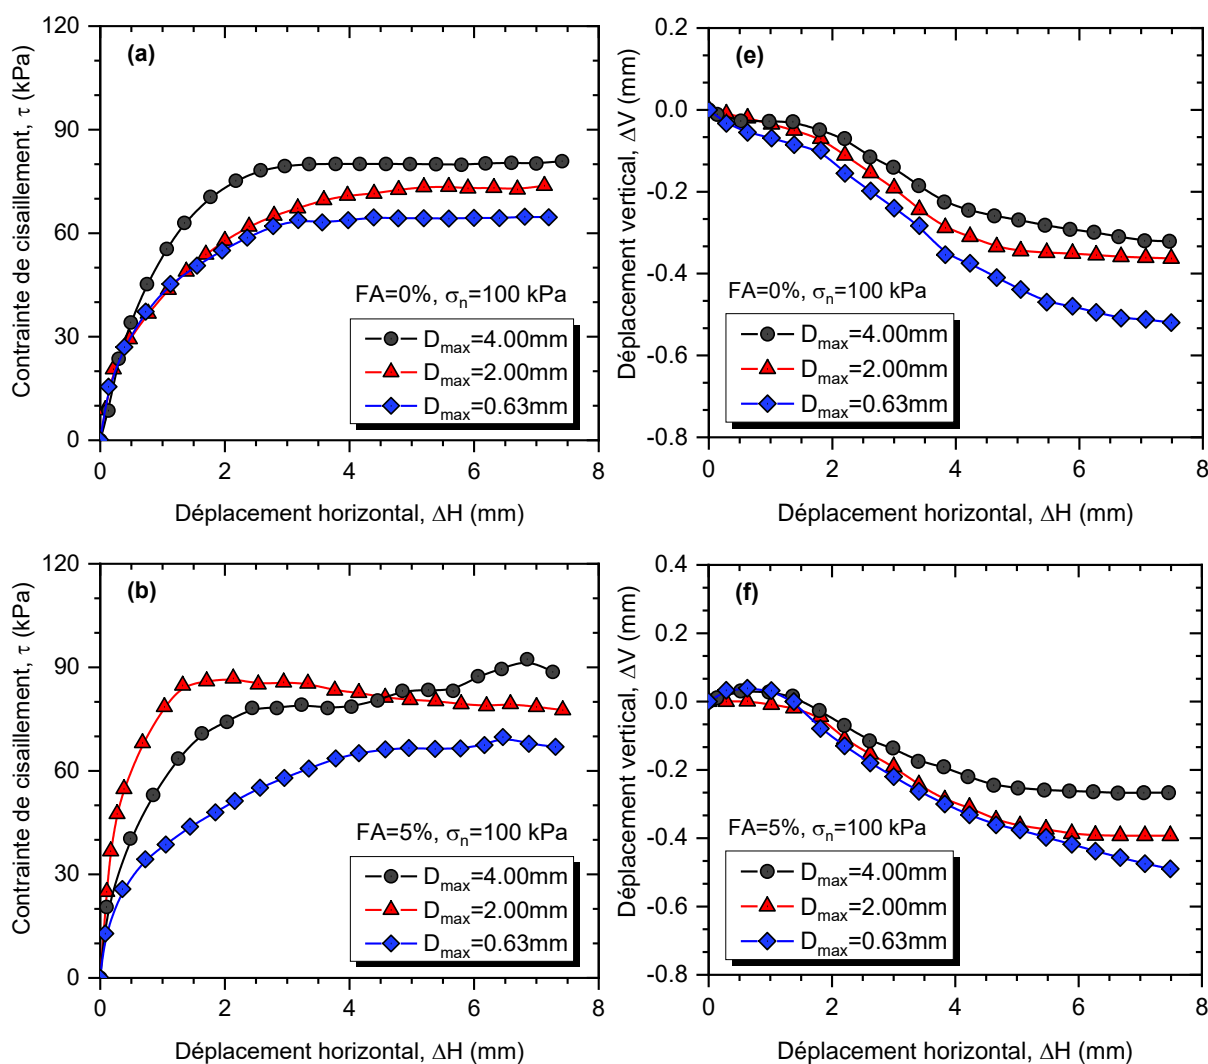 (a)
120
90
60
30
0
Contrainte de cisaillement, τ (kPa)
FA=0%, σn=100 kPa
Dmax=4.00mm
Dmax=2.00mm
Dmax=0.63mm
0 2 4 6 8
Déplacement horizontal, ΔH (mm)
(e)
0.2
0.0
-0.2
-0.4
-0.6
-0.8
Déplacement vertical, ΔV (mm)
FA=0%, σn=100 kPa
Dmax=4.00mm
Dmax=2.00mm
Dmax=0.63mm
0 2 4 6 8
Déplacement horizontal, ΔH (mm)
(b)
120
90
60
30
0
Contrainte de cisaillement, τ (kPa)
FA=5%, σn=100 kPa
Dmax=4.00mm
Dmax=2.00mm
Dmax=0.63mm
0 2 4 6 8
Déplacement horizontal, ΔH (mm)
(f)
0.4
0.2
0.0
-0.2
-0.4
-0.6
-0.8
Déplacement vertical, ΔV (mm)
FA=5%, σn=100 kPa
Dmax=4.00mm
Dmax=2.00mm
Dmax=0.63mm
0 2 4 6 8
Déplacement horizontal, ΔH (mm)